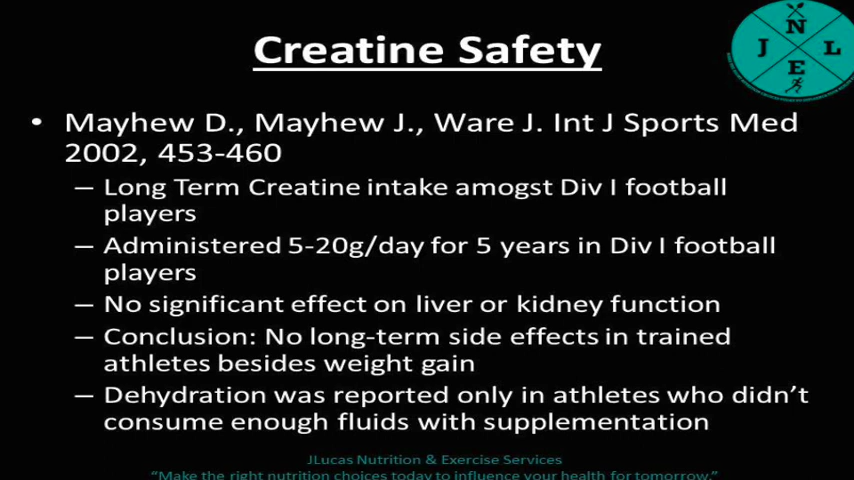 Creatine Safety
N
J L
E
• Mayhew D., Mayhew J., Ware J. Int J Sports Med
2002, 453-460
– Long Term Creatine intake amogst Div I football
players
– Administered 5-20g/day for 5 years in Div I football
players
– No significant effect on liver or kidney function
– Conclusion: No long-term side effects in trained
athletes besides weight gain
– Dehydration was reported only in athletes who didn’t
consume enough fluids with supplementation
JLucas Nutrition & Exercise Services
“Make the right nutrition choices today to influence your health for tomorrow.”